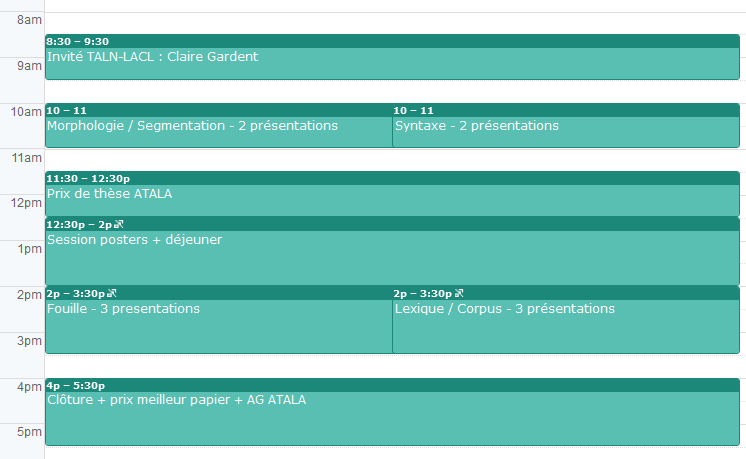 8am
8:30 – 9:30
Invité TALN-LACL : Claire Gardent
9am
10am
10 – 11
Morphologie / Segmentation - 2 présentations
10 – 11
Syntaxe - 2 présentations
11am
11:30 – 12:30p
Prix de thèse ATALA
12pm
12:30p – 2p
Session posters + déjeuner
1pm
2pm
2p – 3:30p
Fouille - 3 presentations
2p – 3:30p
Lexique / Corpus - 3 présentations
3pm
4pm
4p – 5:30p
Clôture + prix meilleur papier + AG ATALA
5pm